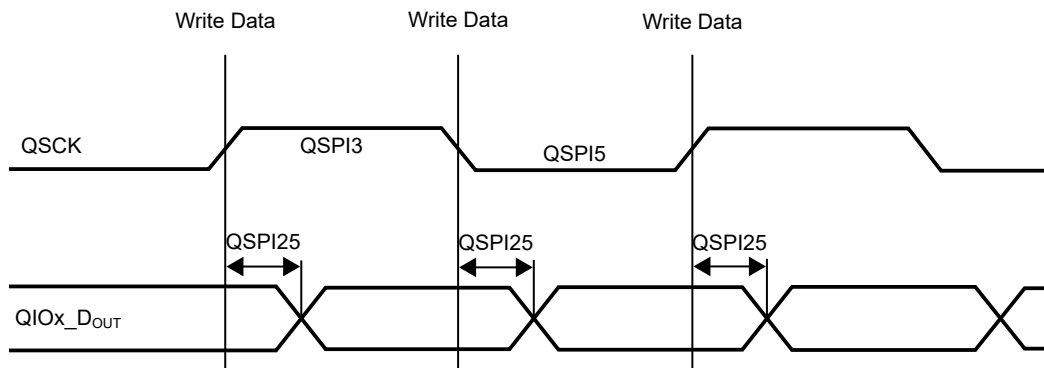 Write Data
Write Data
Write Data
QSCK
QSPI3
QSPI5
QSPI25
QSPI25
QSPI25
QIOx_DOUT